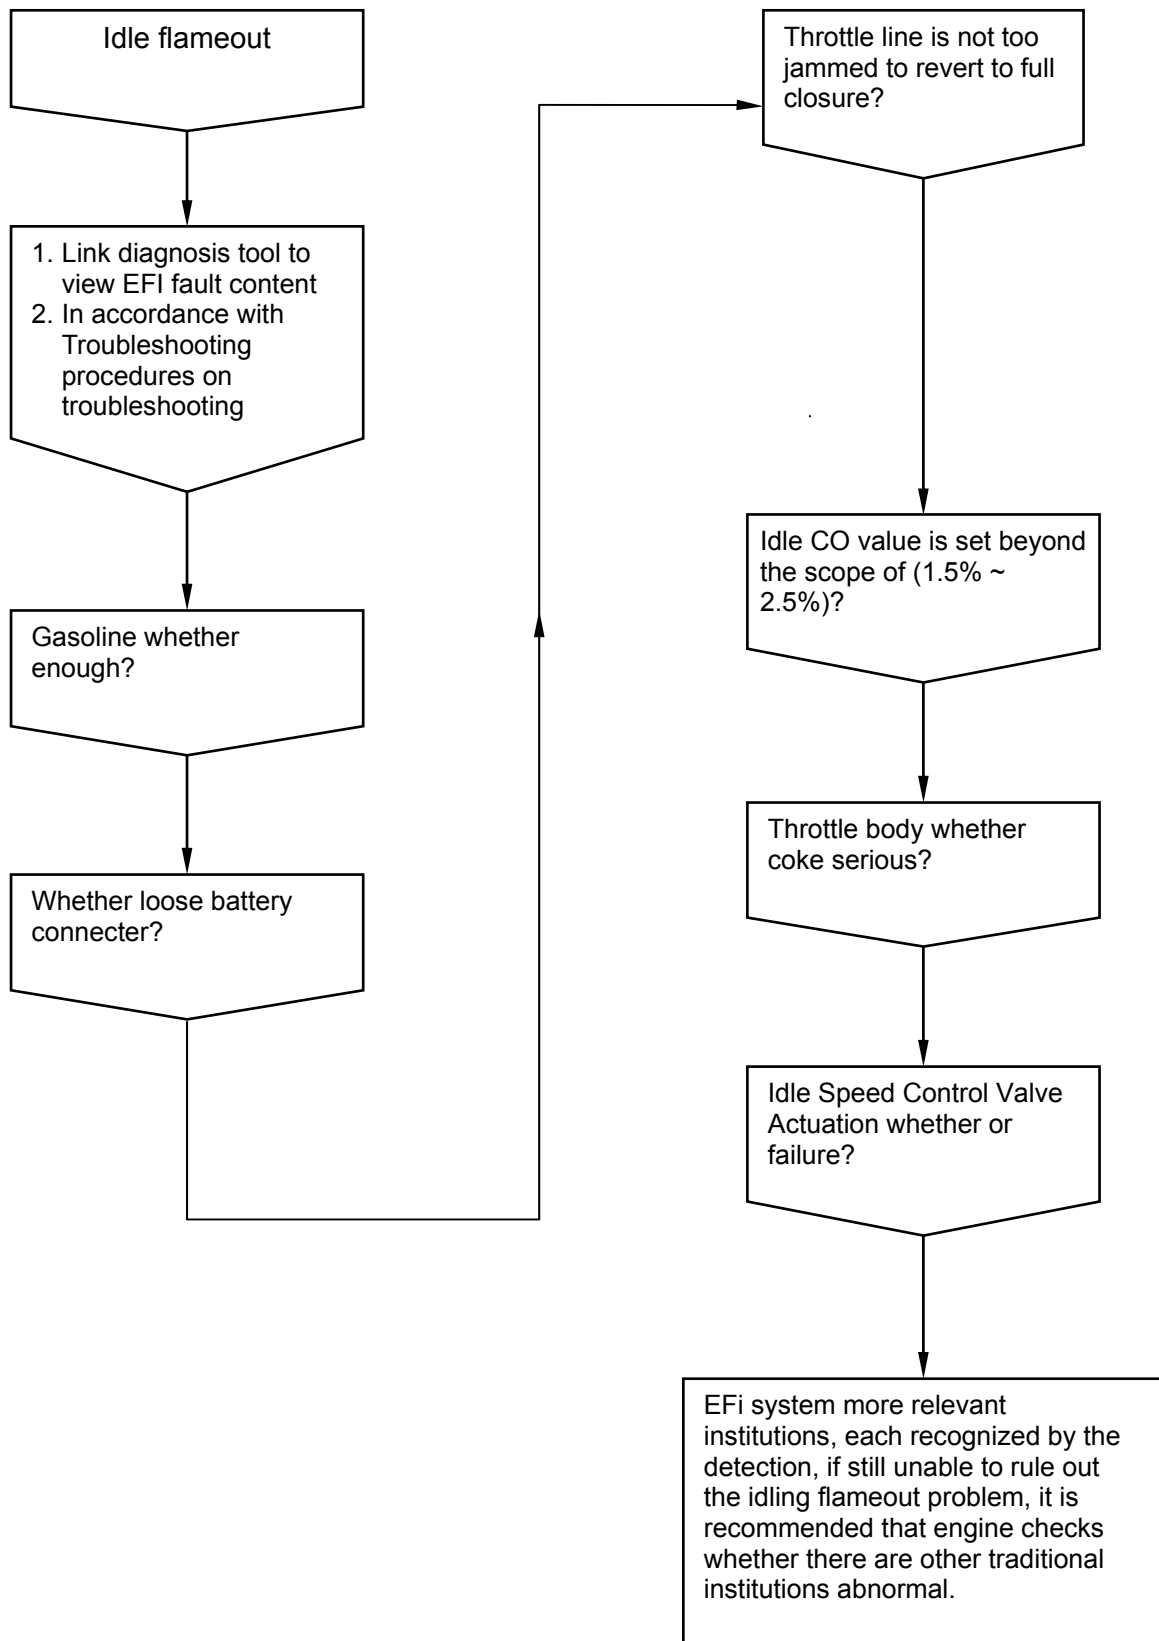 Idle flameout
1. Link diagnosis tool to
view EFI fault content
2. In accordance with
Troubleshooting
procedures on
troubleshooting
Gasoline whether
enough?
Whether loose battery
connecter?
Throttle line is not too
jammed to revert to full
closure?
.
Idle CO value is set beyond
the scope of (1.5% ~
2.5%)?
Throttle body whether
coke serious?
Idle Speed Control Valve
Actuation whether or
failure?
EFi system more relevant
institutions, each recognized by the
detection, if still unable to rule out
the idling flameout problem, it is
recommended that engine checks
whether there are other traditional
institutions abnormal.